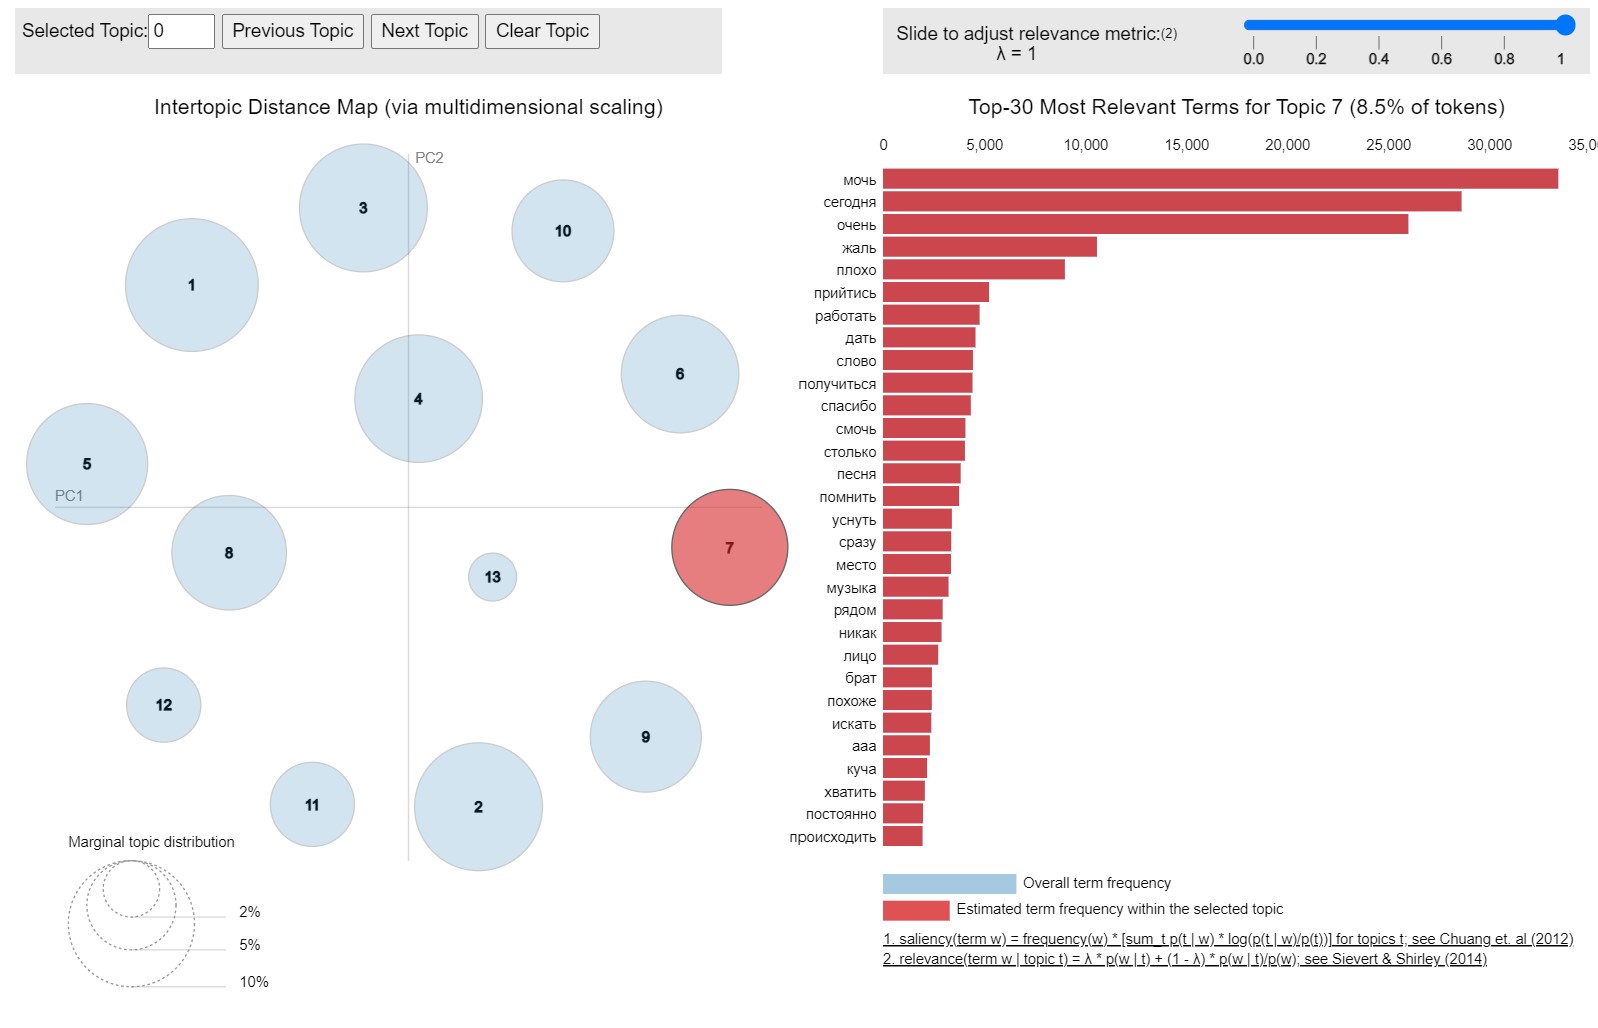 Selected Topic: 0 Previous Topic Next Topic Clear Topic
Slide to adjust relevance metric:(2)
λ = 1
0.0 0.2 0.4 0.6 0.8 1
Intertopic Distance Map (via multidimensional scaling)
PC2
3
10
1
6
4
5
PC1
7
8
13
12
9
11
2
Marginal topic distribution
2%
5%
10%
Top-30 Most Relevant Terms for Topic 7 (8.5% of tokens)
0 5,000 10,000 15,000 20,000 25,000 30,000 35,0
мочь
сегодня
очень
жаль
плохо
прийтись
работать
дать
слово
получиться
спасибо
смочь
столько
песня
помнить
уснуть
сразу
место
музыка
рядом
никак
лицо
брат
похоже
искать
ааа
куча
хватить
постоянно
происходить
Overall term frequency
Estimated term frequency within the selected topic
1. saliency(term w) = frequency(w) * [sum_t p(t | w) * log(p(t | w)/p(t))] for topics t; see Chuang et. al (2012)
2. relevance(term w | topic t) = λ * p(w | t) + (1 - λ) * p(w | t)/p(w); see Sievert & Shirley (2014)